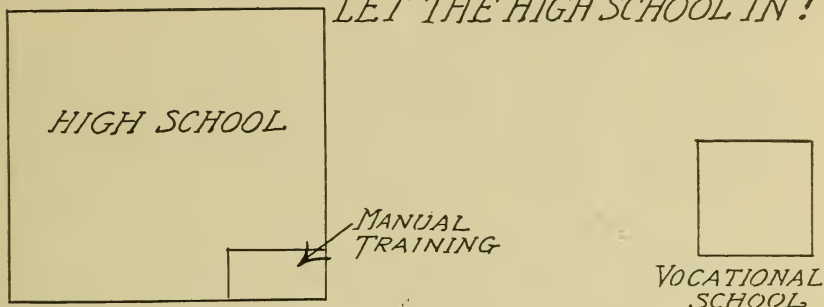 LET THE HIGH SCHOOL IN!
HIGH SCHOOL
MANUAL
TRAINING
VOCATIONAL
SCHOOL